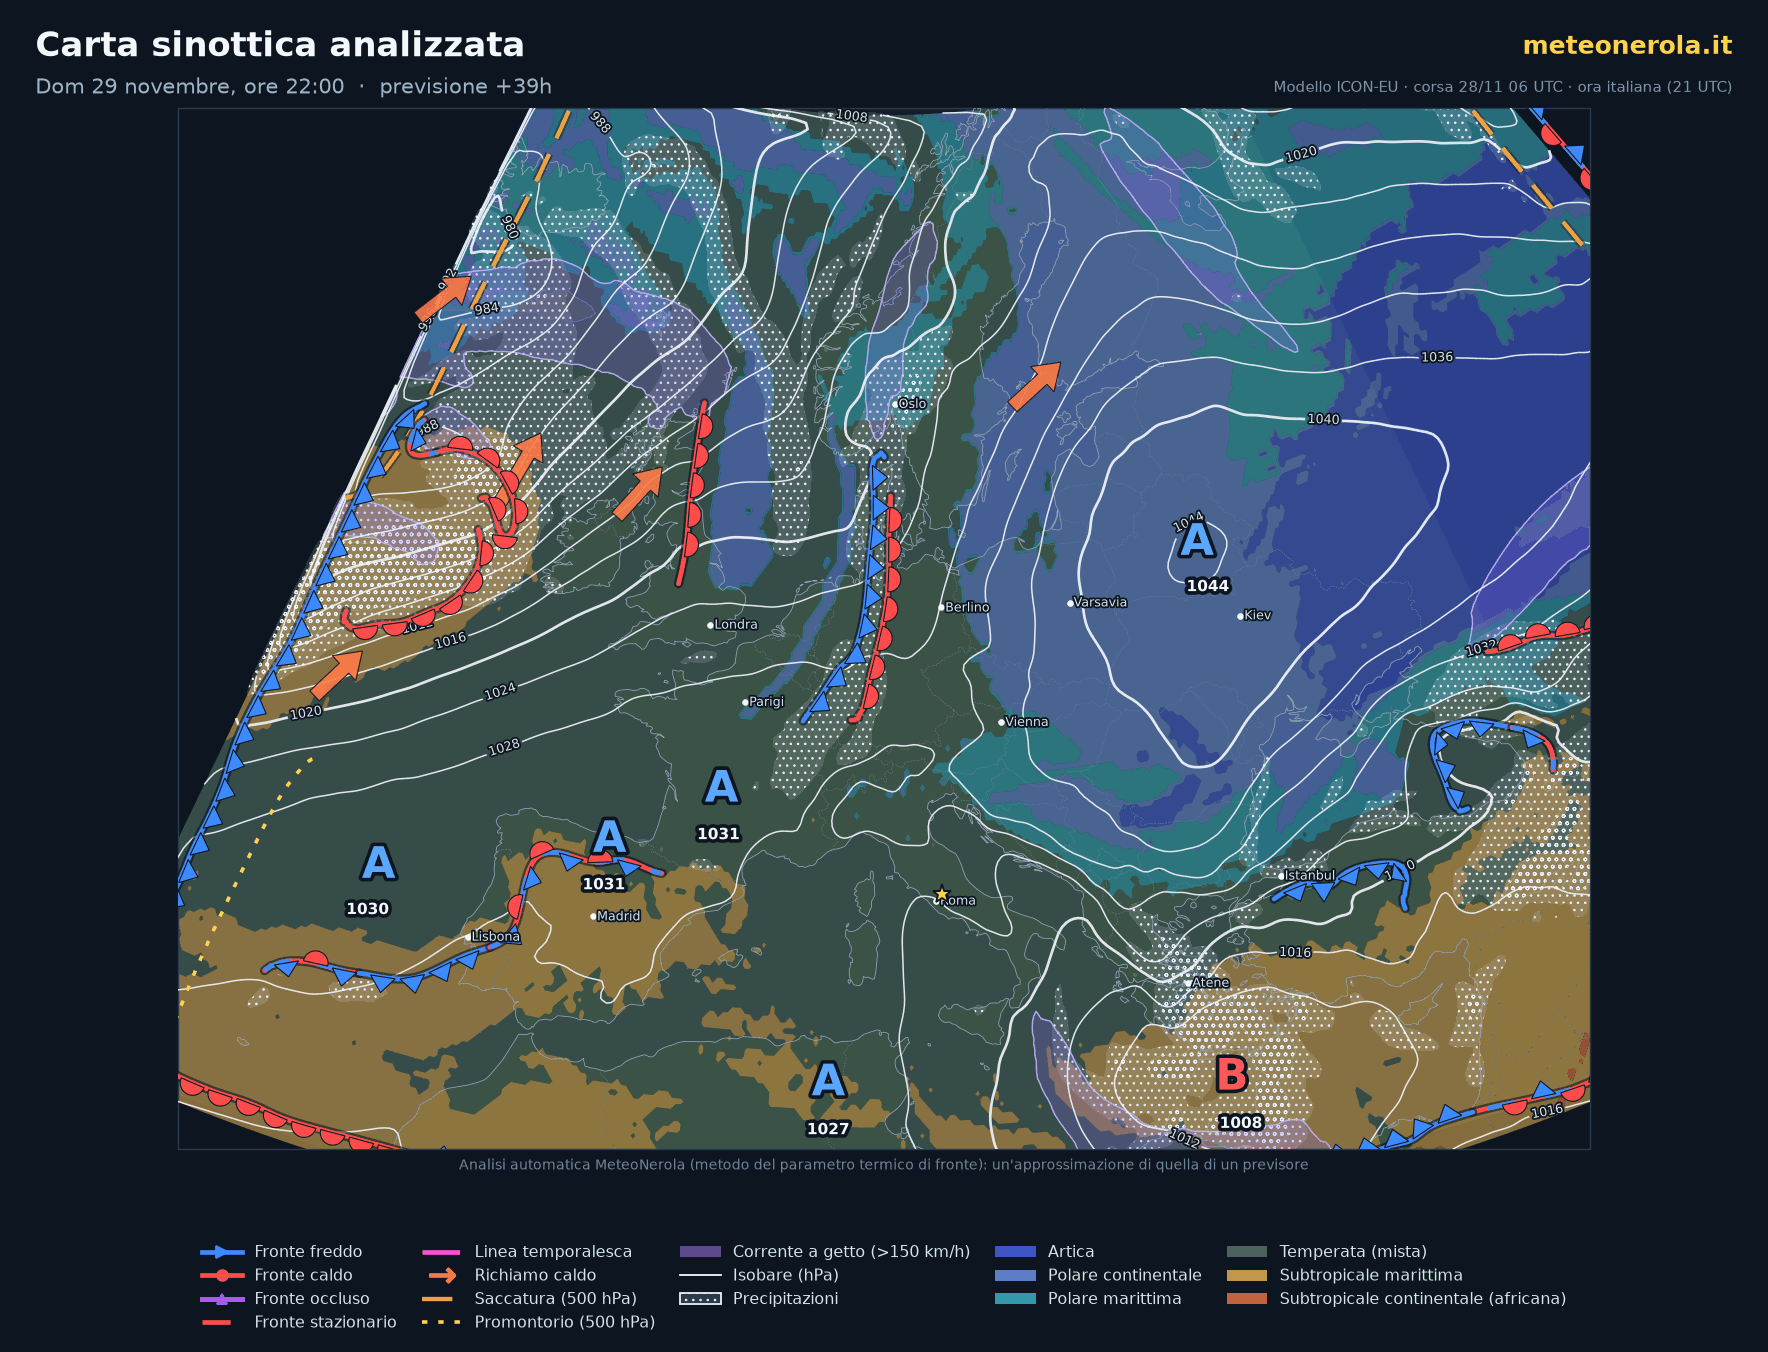 Carta sinottica analizzata
meteonerola.it
Dom 29 novembre, ore 22:00 · previsione +39h
Modello ICON-EU · corsa 28/11 06 UTC · ora italiana (21 UTC)
988
1008
1020
980
984
1036
988
Oslo
1040
1044
A
1044
Berlino
Varsavia
Kiev
Londra
1016
1032
1024
Parigi
1020
Vienna
1028
A
1031
A
1031
A
1030
Istanbul
Roma
Madrid
Lisbona
1016
Atene
A
1027
B
1008
1012
1016
Analisi automatica MeteoNerola (metodo del parametro termico di fronte): un'approssimazione di quella di un previsore
Fronte freddo
Linea temporalesca
Corrente a getto (>150 km/h)
Artica
Temperata (mista)
Fronte caldo
Richiamo caldo
Isobare (hPa)
Polare continentale
Subtropicale marittima
Fronte occluso
Saccatura (500 hPa)
Precipitazioni
Polare marittima
Subtropicale continentale (africana)
Fronte stazionario
Promontorio (500 hPa)